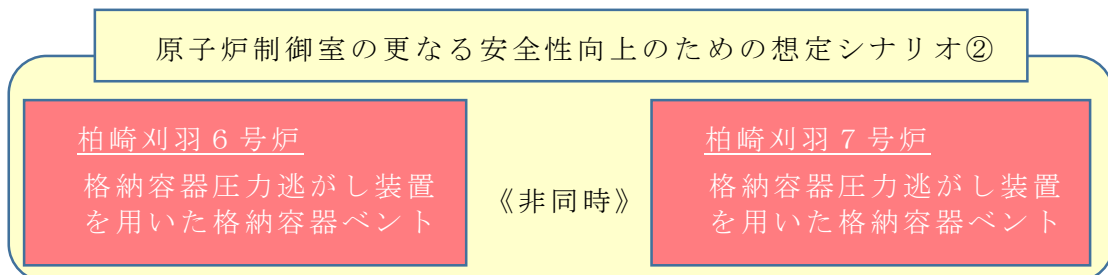 原子炉制御室の更なる安全性向上のための想定シナリオ②
柏崎刈羽６号炉
格納容器圧力逃がし装置
を用いた格納容器ベント
《非同時》
柏崎刈羽７号炉
格納容器圧力逃がし装置
を用いた格納容器ベント